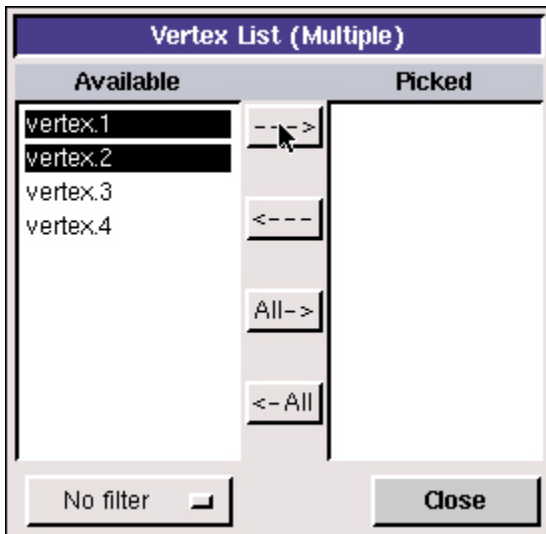 Vertex List (Multiple)
Available
Picked
vertex.1
vertex.2
vertex.3
vertex.4
--->
<---
All->
<-All
No filter
Close